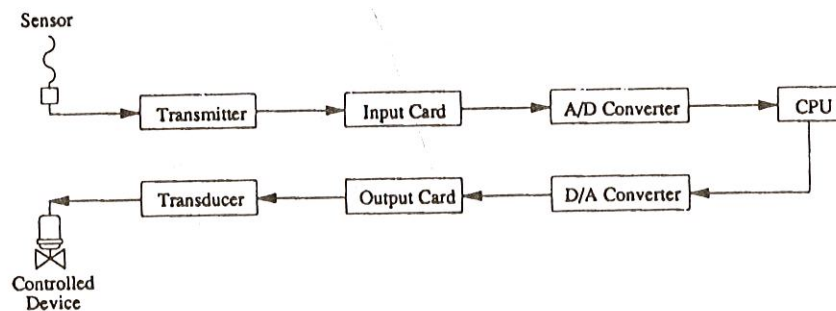 Sensor
Transmitter
Input Card
A/D Converter
CPU
Transducer
Output Card
D/A Converter
Controlled
Device